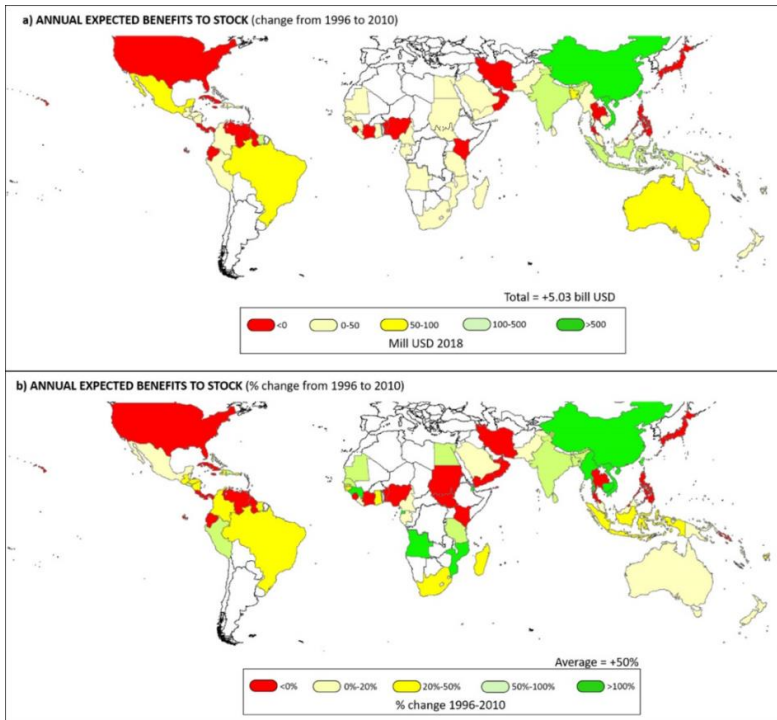 a) ANNUAL EXPECTED BENEFITS TO STOCK (change from 1996 to 2010)
Total = +5.03 bill USD
<0 0-50 50-100 100-500 >500
Mill USD 2018
b) ANNUAL EXPECTED BENEFITS TO STOCK (% change from 1996 to 2010)
Average = +50%
<0% 0%-20% 20%-50% 50%-100% >100%
% change 1996-2010